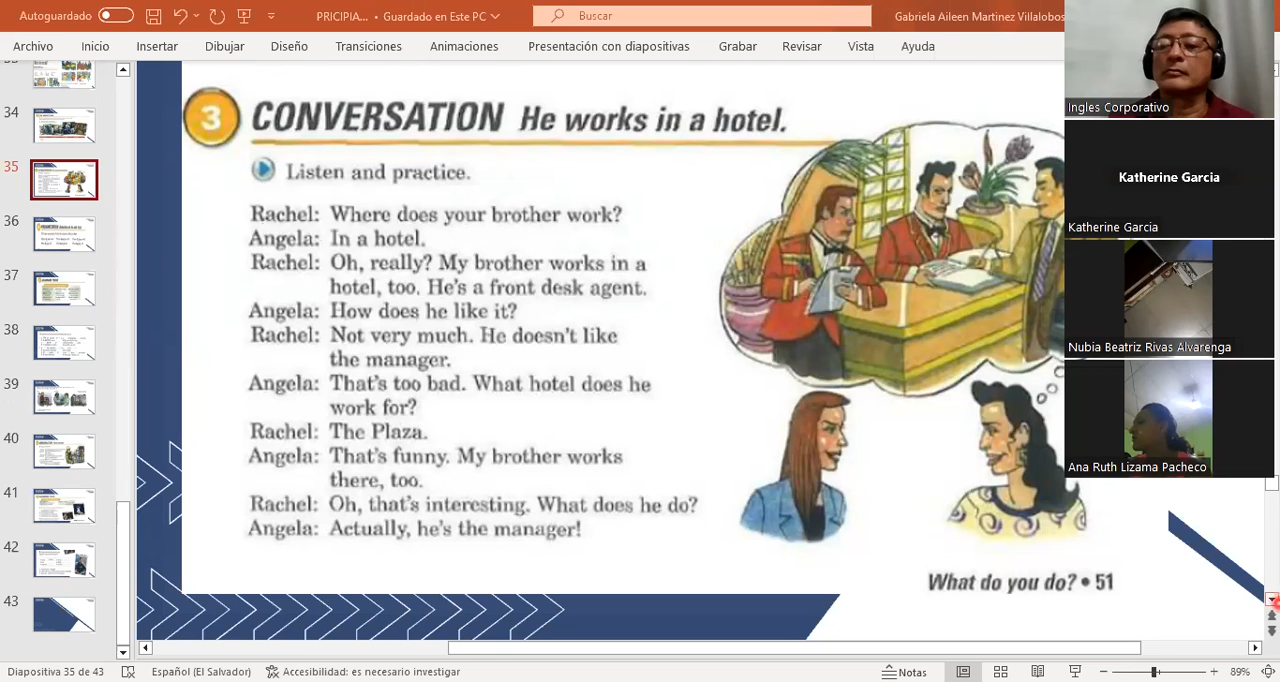 Autoguardado
PRICIPIA... • Guardado en Este PC
Buscar
Gabriela Aileen Martinez Villalobos
Archivo Inicio Insertar Dibujar Diseño Transiciones Animaciones Presentación con diapositivas Grabar Revisar Vista Ayuda
34
35
36
37
38
39
40
41
42
43
3 CONVERSATION He works in a hotel.
Listen and practice.
Rachel: Where does your brother work?
Angela: In a hotel.
Rachel: Oh, really? My brother works in a
hotel, too. He's a front desk agent.
Angela: How does he like it?
Rachel: Not very much. He doesn't like
the manager.
Angela: That's too bad. What hotel does he
work for?
Rachel: The Plaza.
Angela: That's funny. My brother works
there, too.
Rachel: Oh, that's interesting. What does he do?
Angela: Actually, he's the manager!
What do you do? • 51
Ingles Corporativo
Katherine Garcia
Katherine Garcia
Nubia Beatriz Rivas Alvarenga
Ana Ruth Lizama Pacheco
Diapositiva 35 de 43
Español (El Salvador)
Accesibilidad: es necesario investigar
Notas
89%